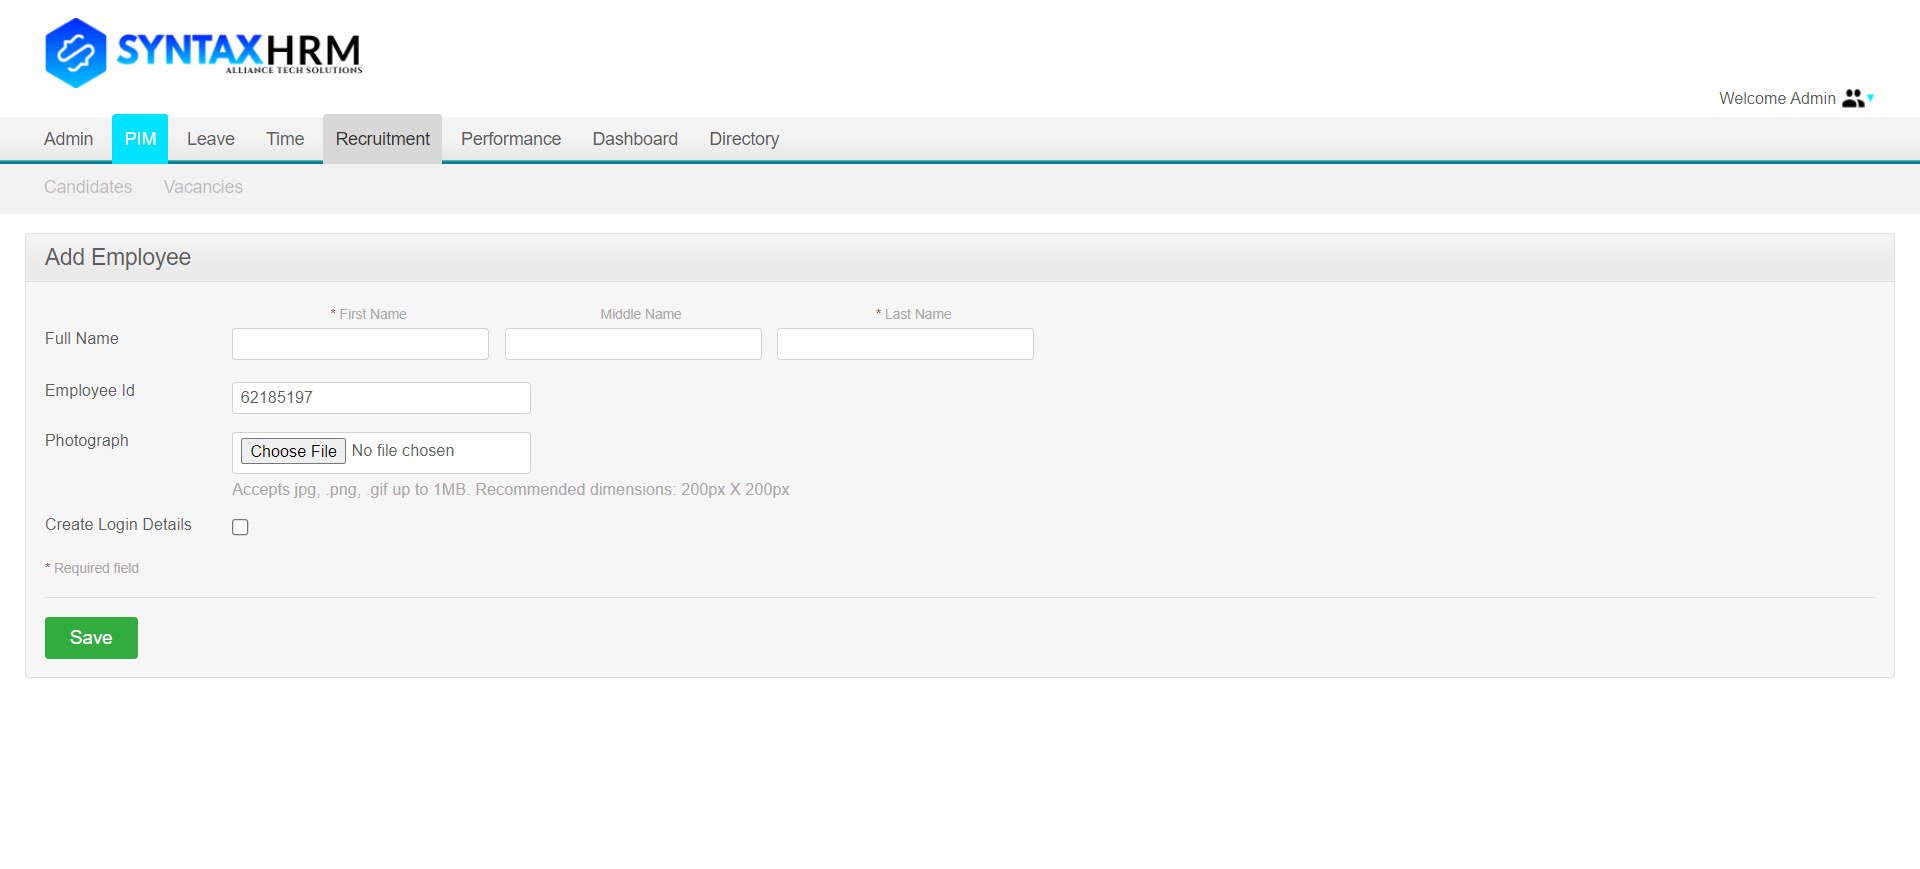 SYNTAXHRM
ALLIANCE TECH SOLUTIONS
Welcome Admin
Admin PIM Leave Time Recruitment Performance Dashboard Directory
Candidates Vacancies
Add Employee
* First Name Middle Name * Last Name
Full Name
Employee Id 62185197
Photograph Choose File No file chosen
Accepts jpg, .png, .gif up to 1MB. Recommended dimensions: 200px X 200px
Create Login Details
* Required field
Save